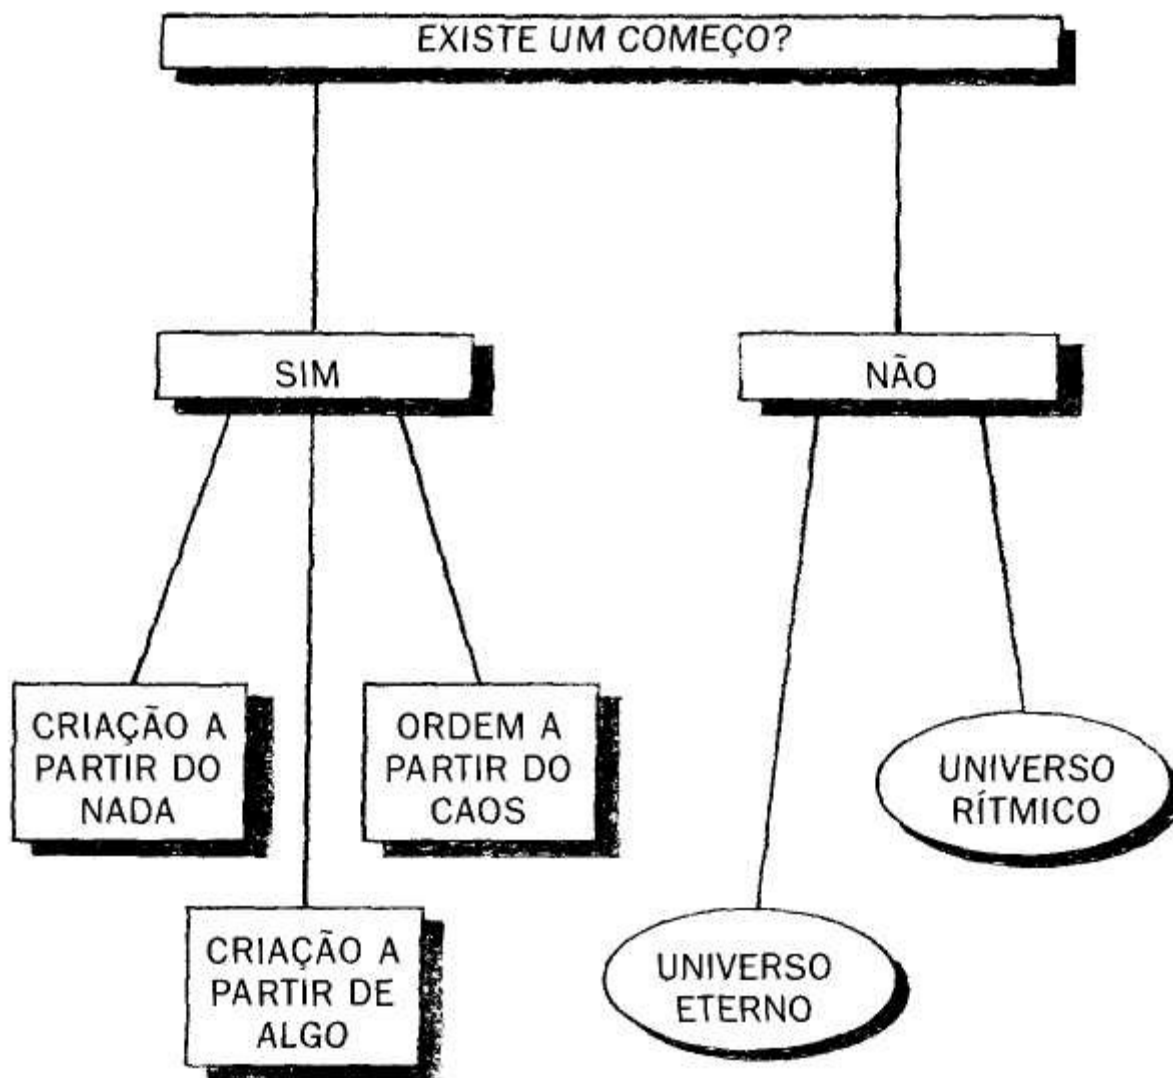 EXISTE UM COMEÇO?
SIM
NÃO
CRIAÇÃO A
PARTIR DO
NADA
ORDEM A
PARTIR DO
CAOS
UNIVERSO
RÍTMICO
CRIAÇÃO A
PARTIR DE
ALGO
UNIVERSO
ETERNO